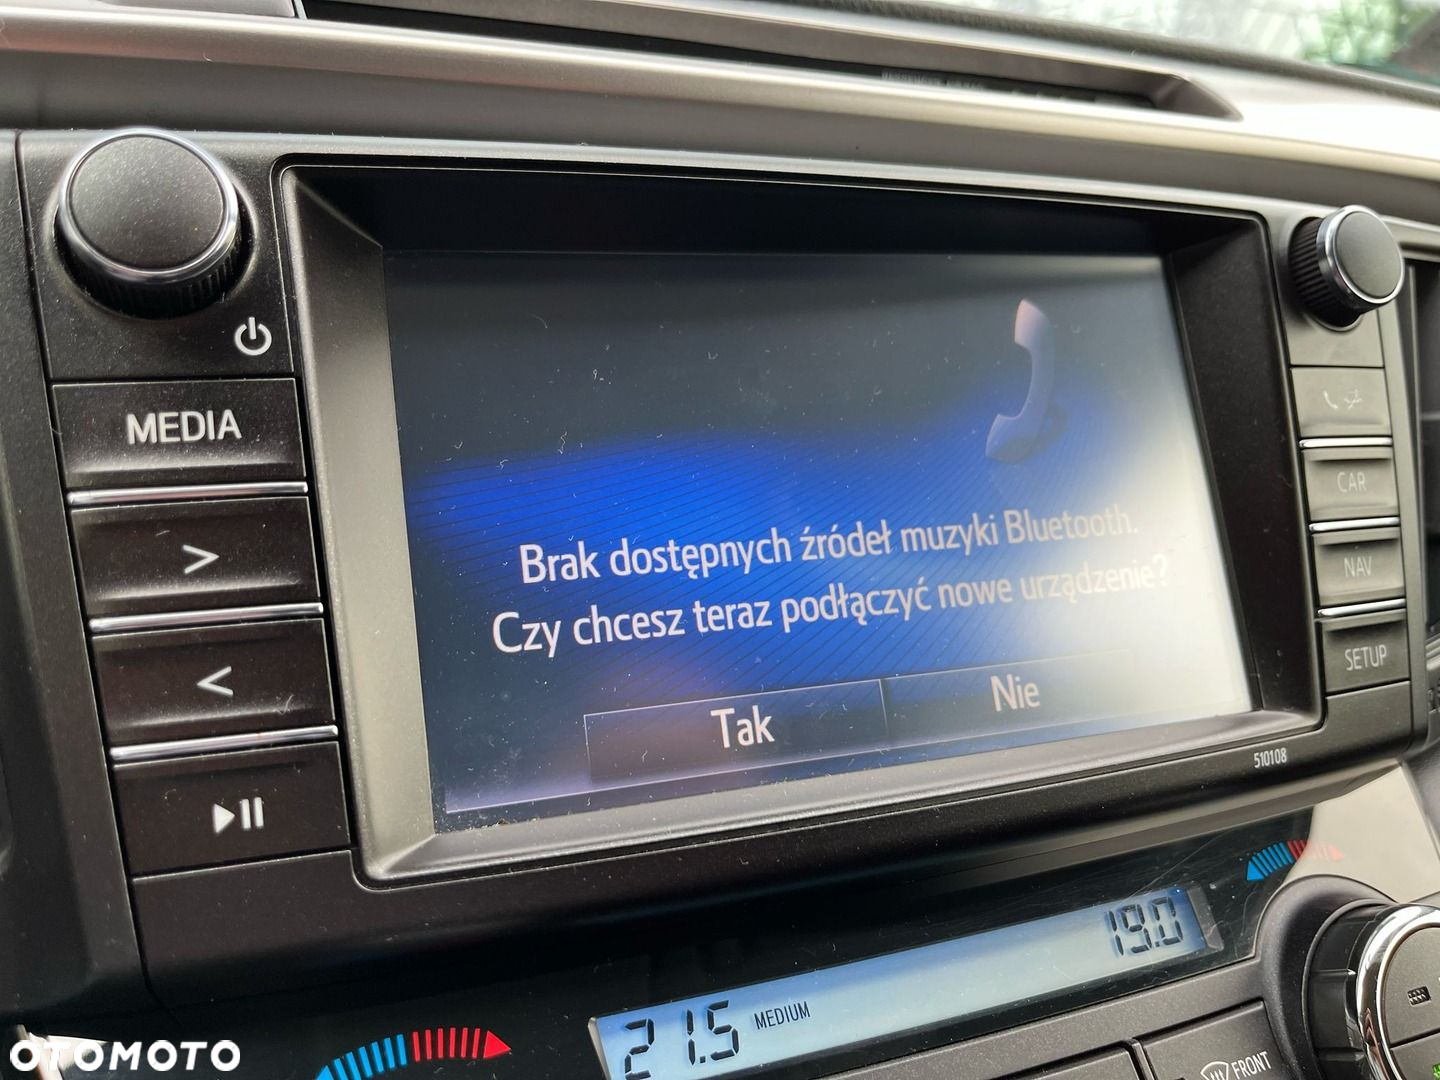 MEDIA
>
<
Brak dostępnych źródeł muzyki Bluetooth.
Czy chcesz teraz podłączyć nowe urządzenie?
Tak
Nie
CAR
NAV
SETUP
510108
21.5 MEDIUM
19.0
FRONT
OTOMOTO